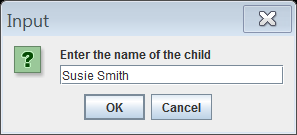 Input
Enter the name of the child
Susie Smith
OK Cancel